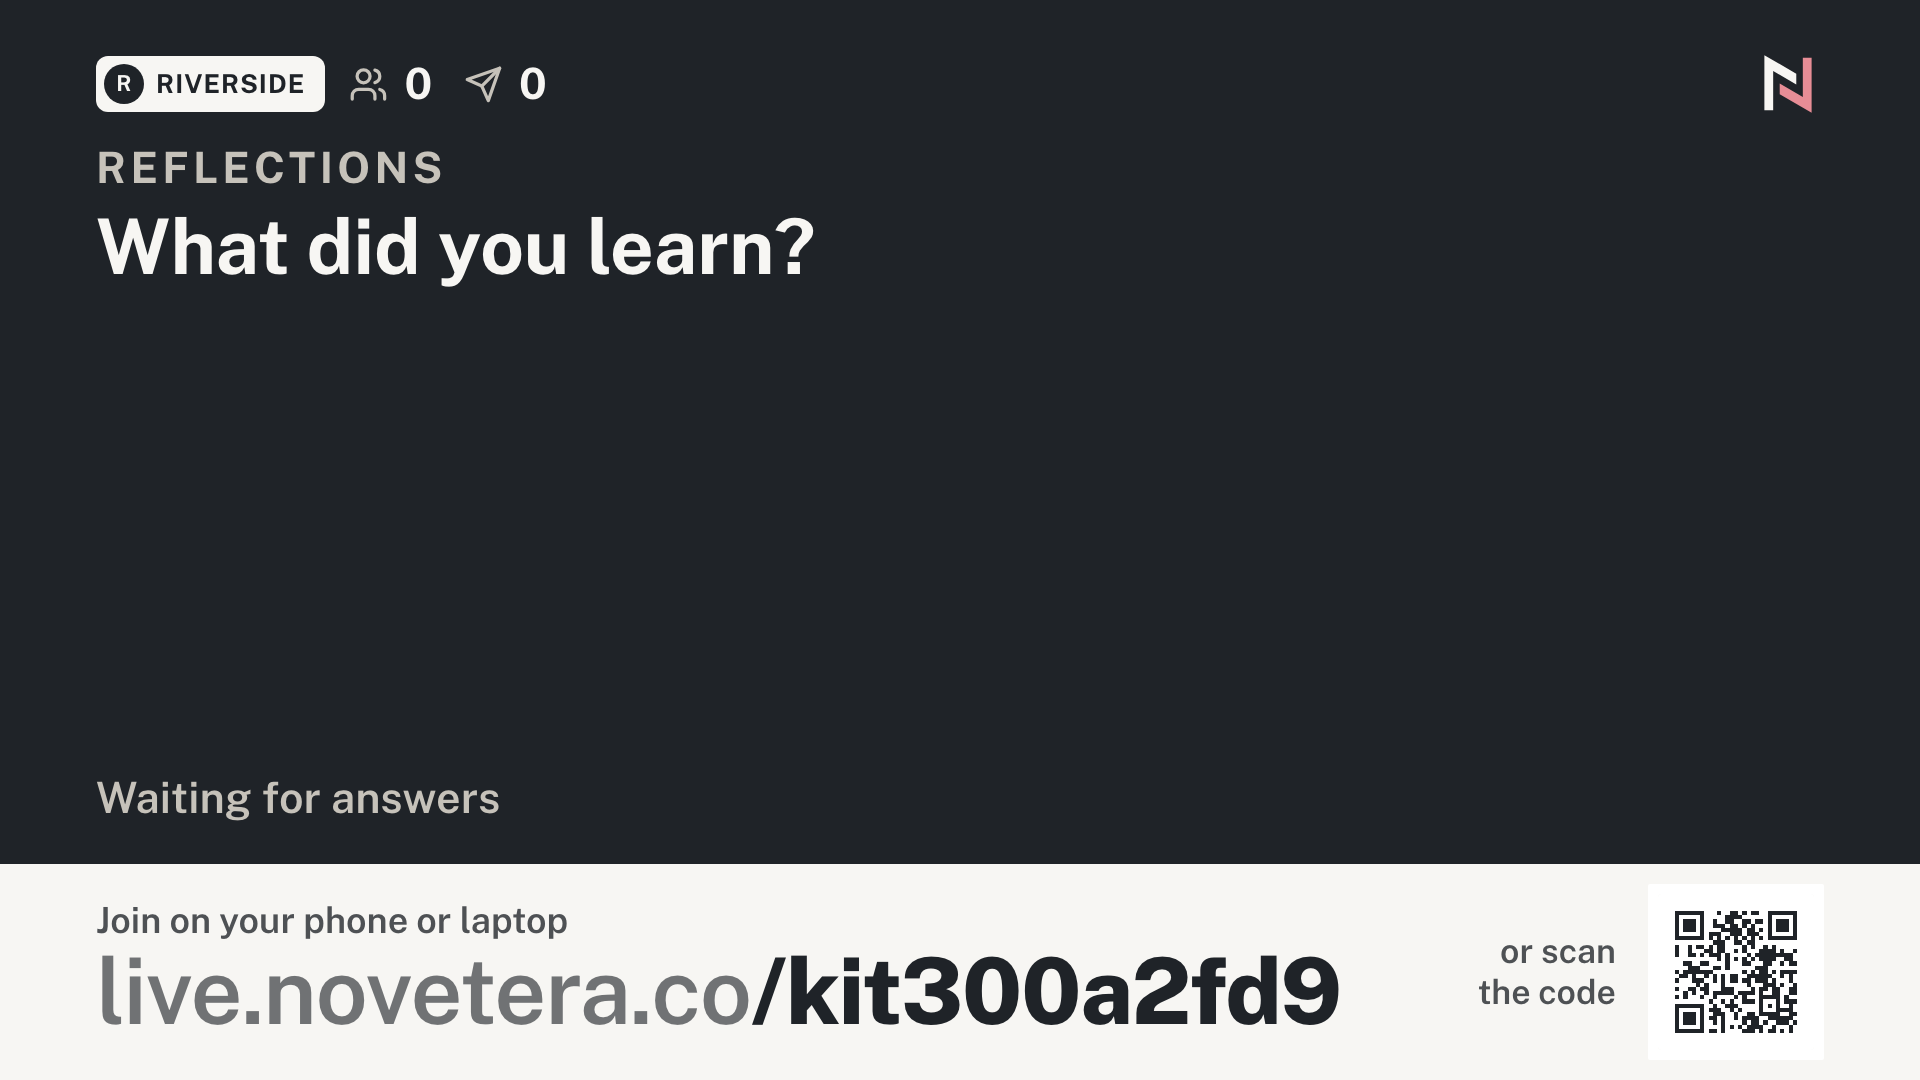 R RIVERSIDE 0 0
REFLECTIONS
What did you learn?
Waiting for answers
Join on your phone or laptop
live.novetera.co/kit300a2fd9
or scan
the code